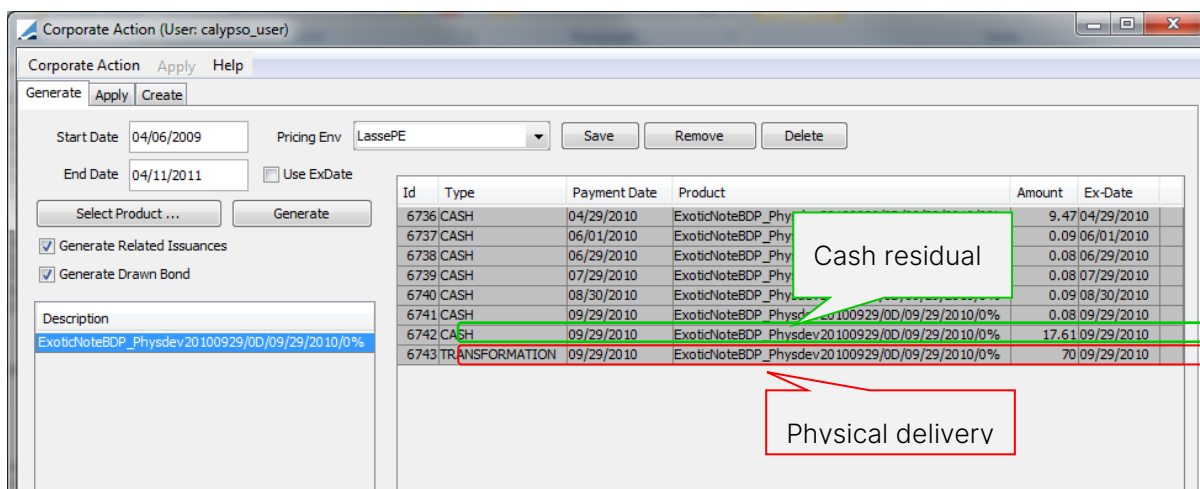 Corporate Action (User: calypso_user)
Corporate Action Apply Help
Generate Apply Create
Start Date 04/06/2009 Pricing Env LassePE Save Remove Delete
End Date 04/11/2011 Use ExDate
Select Product ... Generate
Generate Related Issuances
Generate Drawn Bond
Description
ExoticNoteBDP_Physdev20100929/0D/09/29/2010/0%
Id Type Payment Date Product Amount Ex-Date
6736 CASH 04/29/2010 ExoticNoteBDP_Phy 9.47 04/29/2010
6737 CASH 06/01/2010 ExoticNoteBDP_Phy 0.09 06/01/2010
6738 CASH 06/29/2010 ExoticNoteBDP_Phy 0.08 06/29/2010
6739 CASH 07/29/2010 ExoticNoteBDP_Phy 0.08 07/29/2010
6740 CASH 08/30/2010 ExoticNoteBDP_Phy 0.09 08/30/2010
6741 CASH 09/29/2010 ExoticNoteBDP_Physdev20100929/0D/09/29/2010/0% 0.08 09/29/2010
6742 CASH 09/29/2010 ExoticNoteBDP_Physdev20100929/0D/09/29/2010/0% 17.61 09/29/2010
6743 TRANSFORMATION 09/29/2010 ExoticNoteBDP_Physdev20100929/0D/09/29/2010/0% 70 09/29/2010
Cash residual
Physical delivery